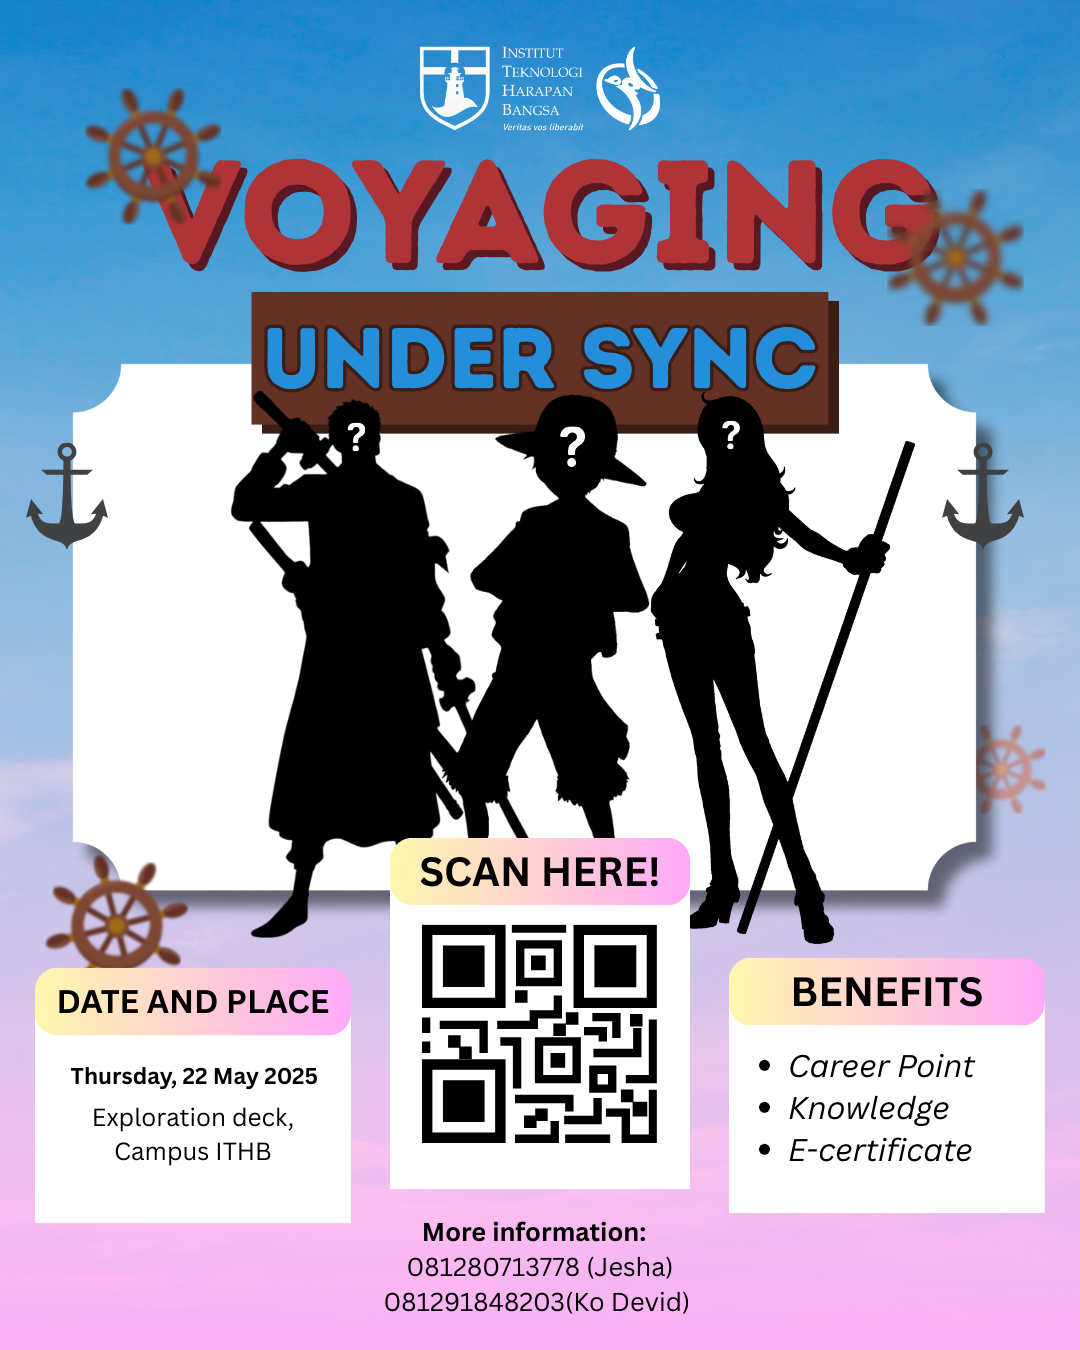 INSTITUT
TEKNOLOGI
HARAPAN
BANGSA
Veritas vos liberabit
VOYAGING
UNDER SYNC
?
?
?
SCAN HERE!
DATE AND PLACE
Thursday, 22 May 2025
Exploration deck,
Campus ITHB
BENEFITS
• Career Point
• Knowledge
• E-certificate
More information:
081280713778 (Jesha)
081291848203(Ko Devid)